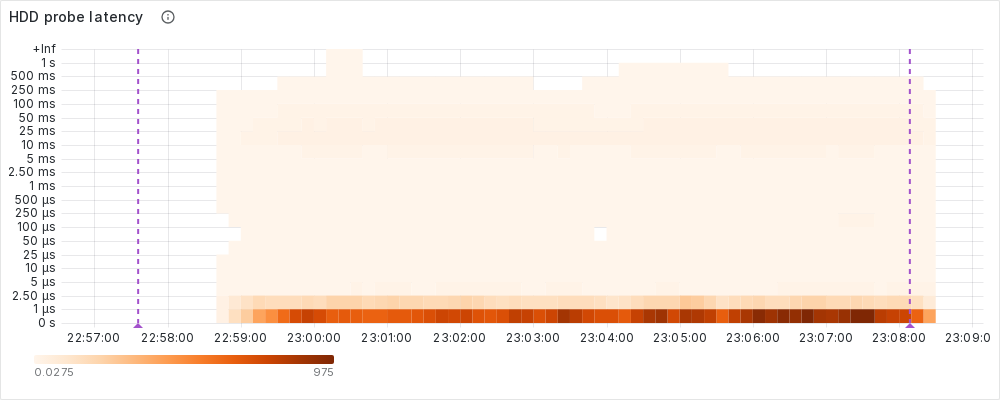 HDD probe latency
+Inf
1 s
500 ms
250 ms
100 ms
50 ms
25 ms
10 ms
5 ms
2.50 ms
1 ms
500 µs
250 µs
100 µs
50 µs
25 µs
10 µs
5 µs
2.50 µs
1 µs
0 s
22:57:00 22:58:00 22:59:00 23:00:00 23:01:00 23:02:00 23:03:00 23:04:00 23:05:00 23:06:00 23:07:00 23:08:00 23:09:0
0.0275 975